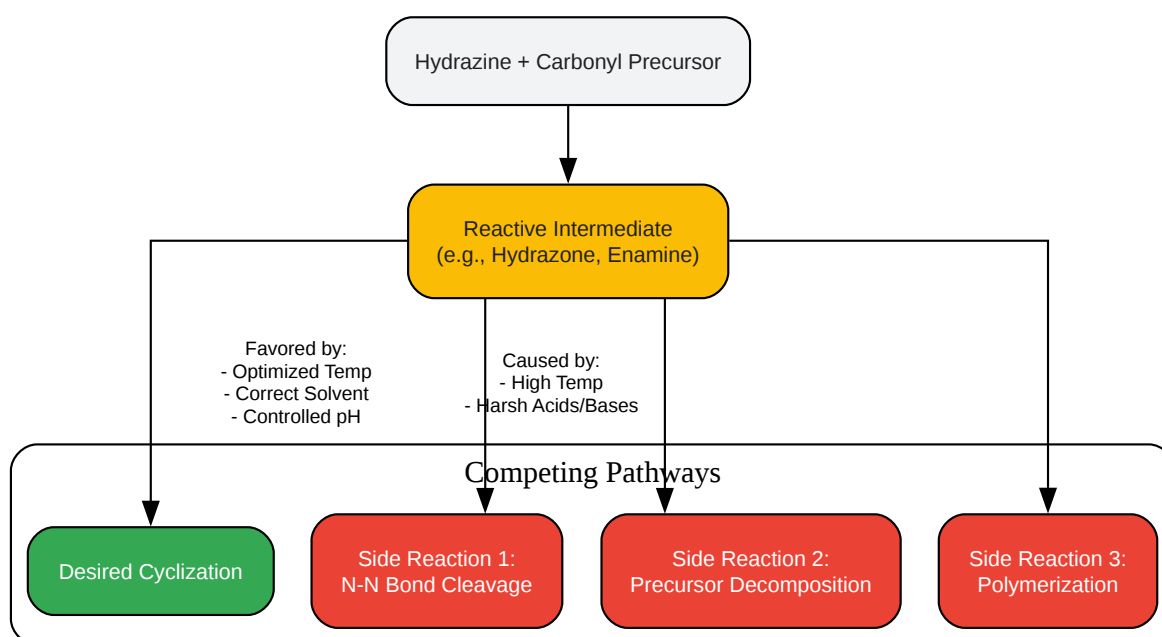 Hydrazine + Carbonyl Precursor
Reactive Intermediate
(e.g., Hydrazone, Enamine)
Favored by:
- Optimized Temp
- Correct Solvent
- Controlled pH
Caused by:
- High Temp
- Harsh Acids/Bases
Competing Pathways
Desired Cyclization
Side Reaction 1:
N-N Bond Cleavage
Side Reaction 2:
Precursor Decomposition
Side Reaction 3:
Polymerization